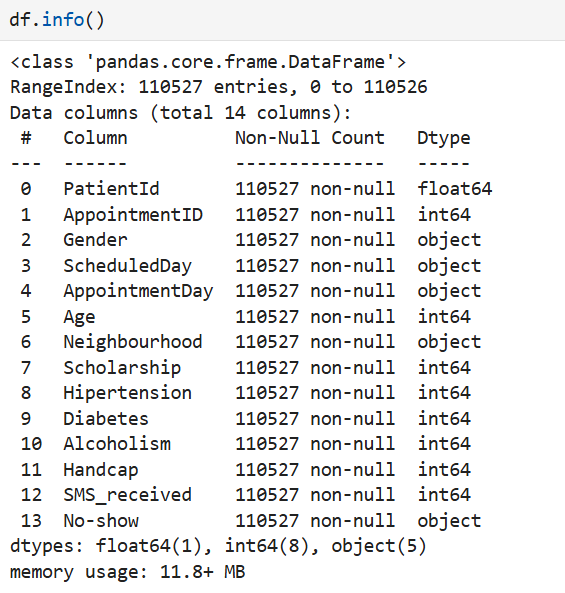 df.info()
<class 'pandas.core.frame.DataFrame'>
RangeIndex: 110527 entries, 0 to 110526
Data columns (total 14 columns):
 #   Column          Non-Null Count   Dtype
---  ------          --------------   -----
 0   PatientId       110527 non-null  float64
 1   AppointmentID   110527 non-null  int64
 2   Gender          110527 non-null  object
 3   ScheduledDay    110527 non-null  object
 4   AppointmentDay  110527 non-null  object
 5   Age             110527 non-null  int64
 6   Neighbourhood   110527 non-null  object
 7   Scholarship     110527 non-null  int64
 8   Hipertension    110527 non-null  int64
 9   Diabetes        110527 non-null  int64
 10  Alcoholism      110527 non-null  int64
 11  Handcap         110527 non-null  int64
 12  SMS_received    110527 non-null  int64
 13  No-show         110527 non-null  object
dtypes: float64(1), int64(8), object(5)
memory usage: 11.8+ MB